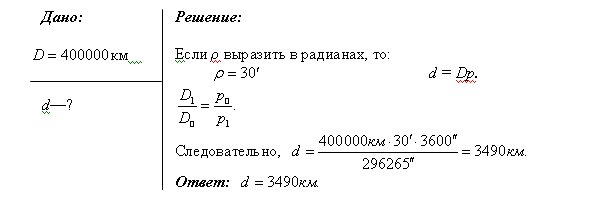 Дано:
D = 400000 км
d—?
Решение:
Если ρ выразить в радианах, то:
ρ = 30′ d = Dp.
D₁/D₀ = p₀/p₁.
Следовательно, d = 400000км · 30′ · 3600″ / 296265″ = 3490км.
Ответ: d = 3490км.